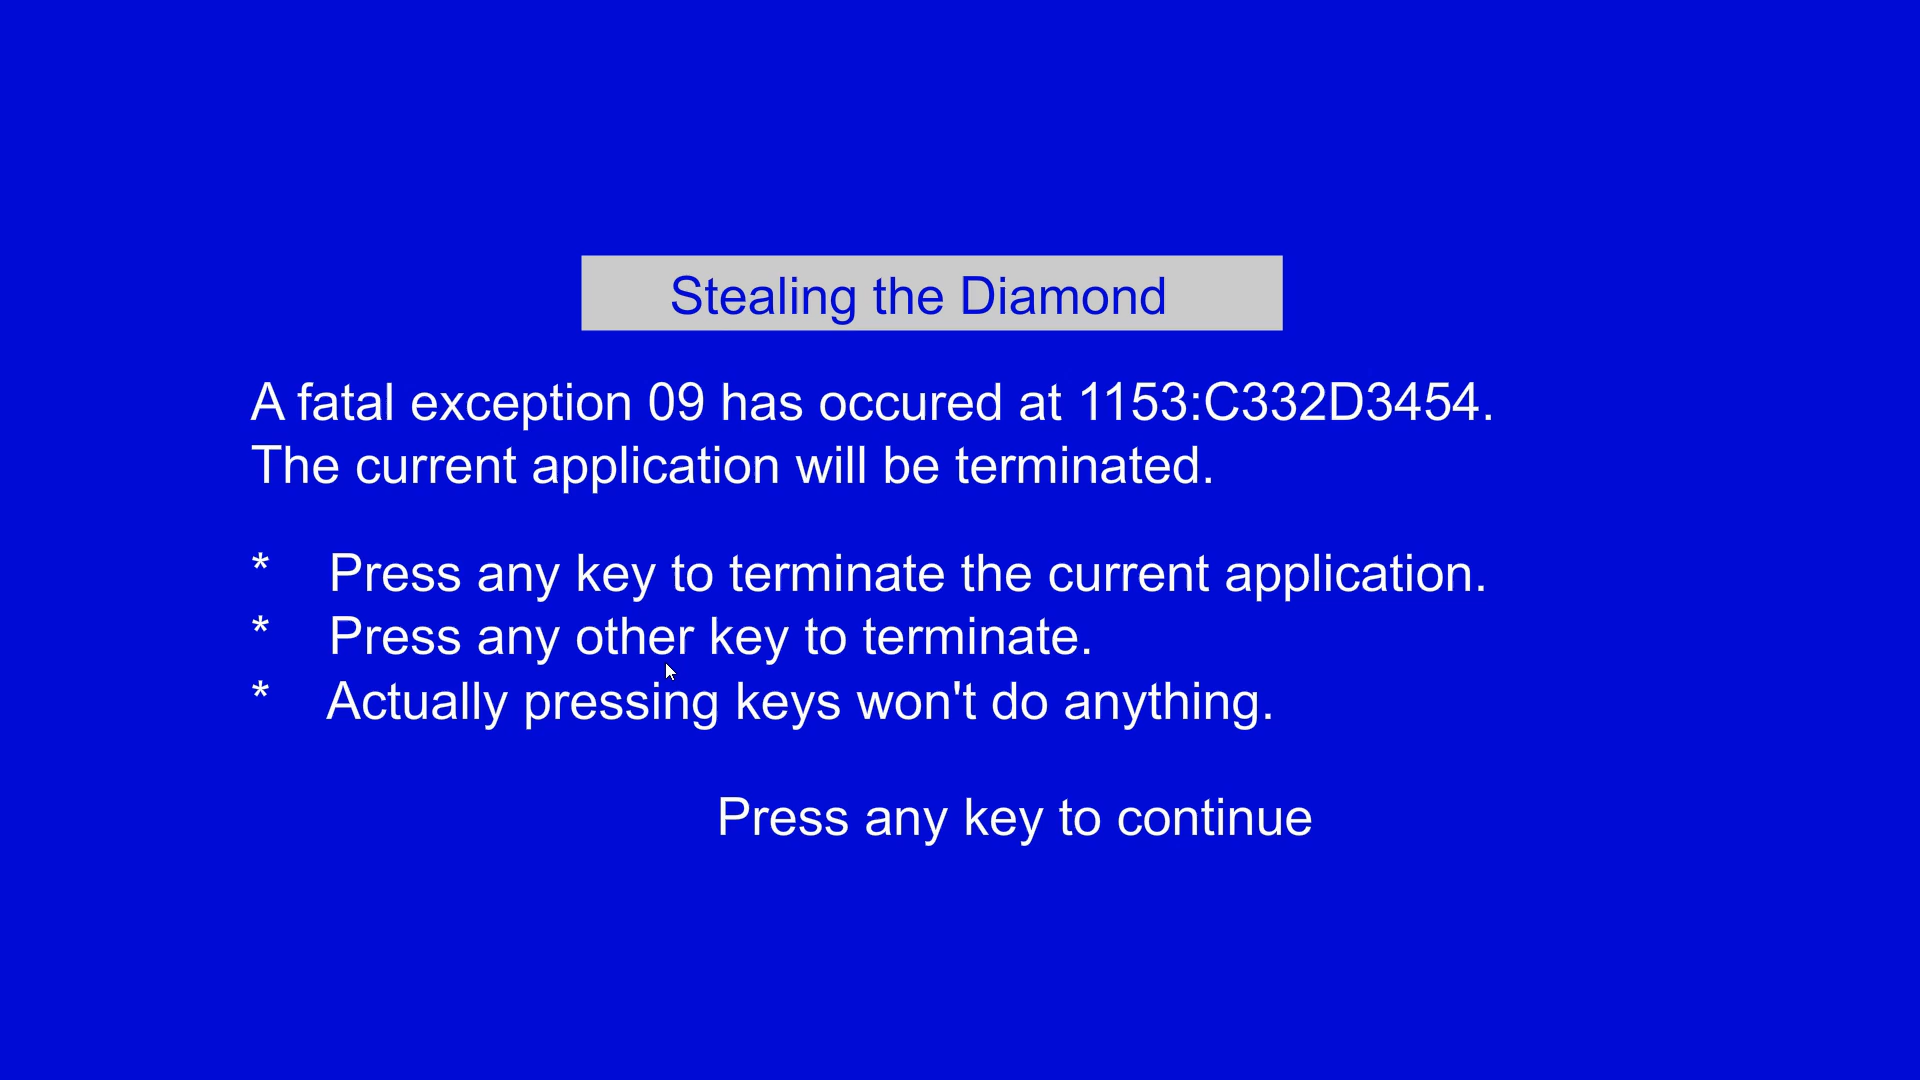 Stealing the Diamond
A fatal exception 09 has occured at 1153:C332D3454.
The current application will be terminated.
* Press any key to terminate the current application.
* Press any other key to terminate.
* Actually pressing keys won't do anything.
Press any key to continue